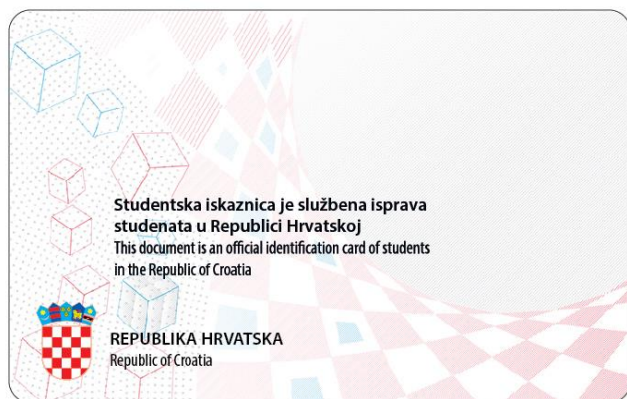 Studentska iskaznica je službena isprava
studenata u Republici Hrvatskoj
This document is an official identification card of students
in the Republic of Croatia
REPUBLIKA HRVATSKA
Republic of Croatia